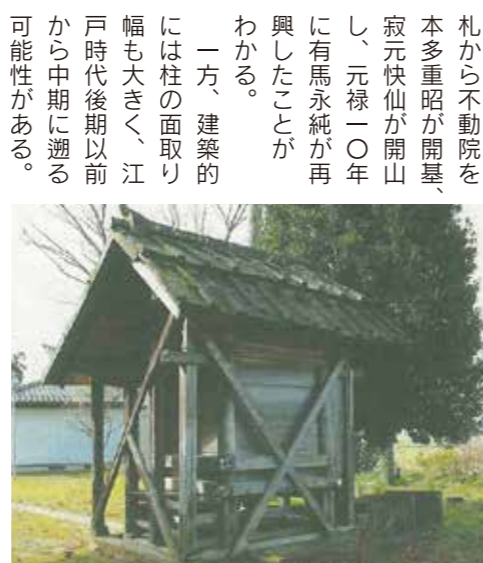 札から不動院を
本多重昭が開基、
寂元快仙が開山
し、元禄一〇年
に有馬永純が再
興したことが
わかる。
一方、建築的
には柱の面取り
幅も大きく、江
戸時代後期以前
から中期に遡る
可能性がある。